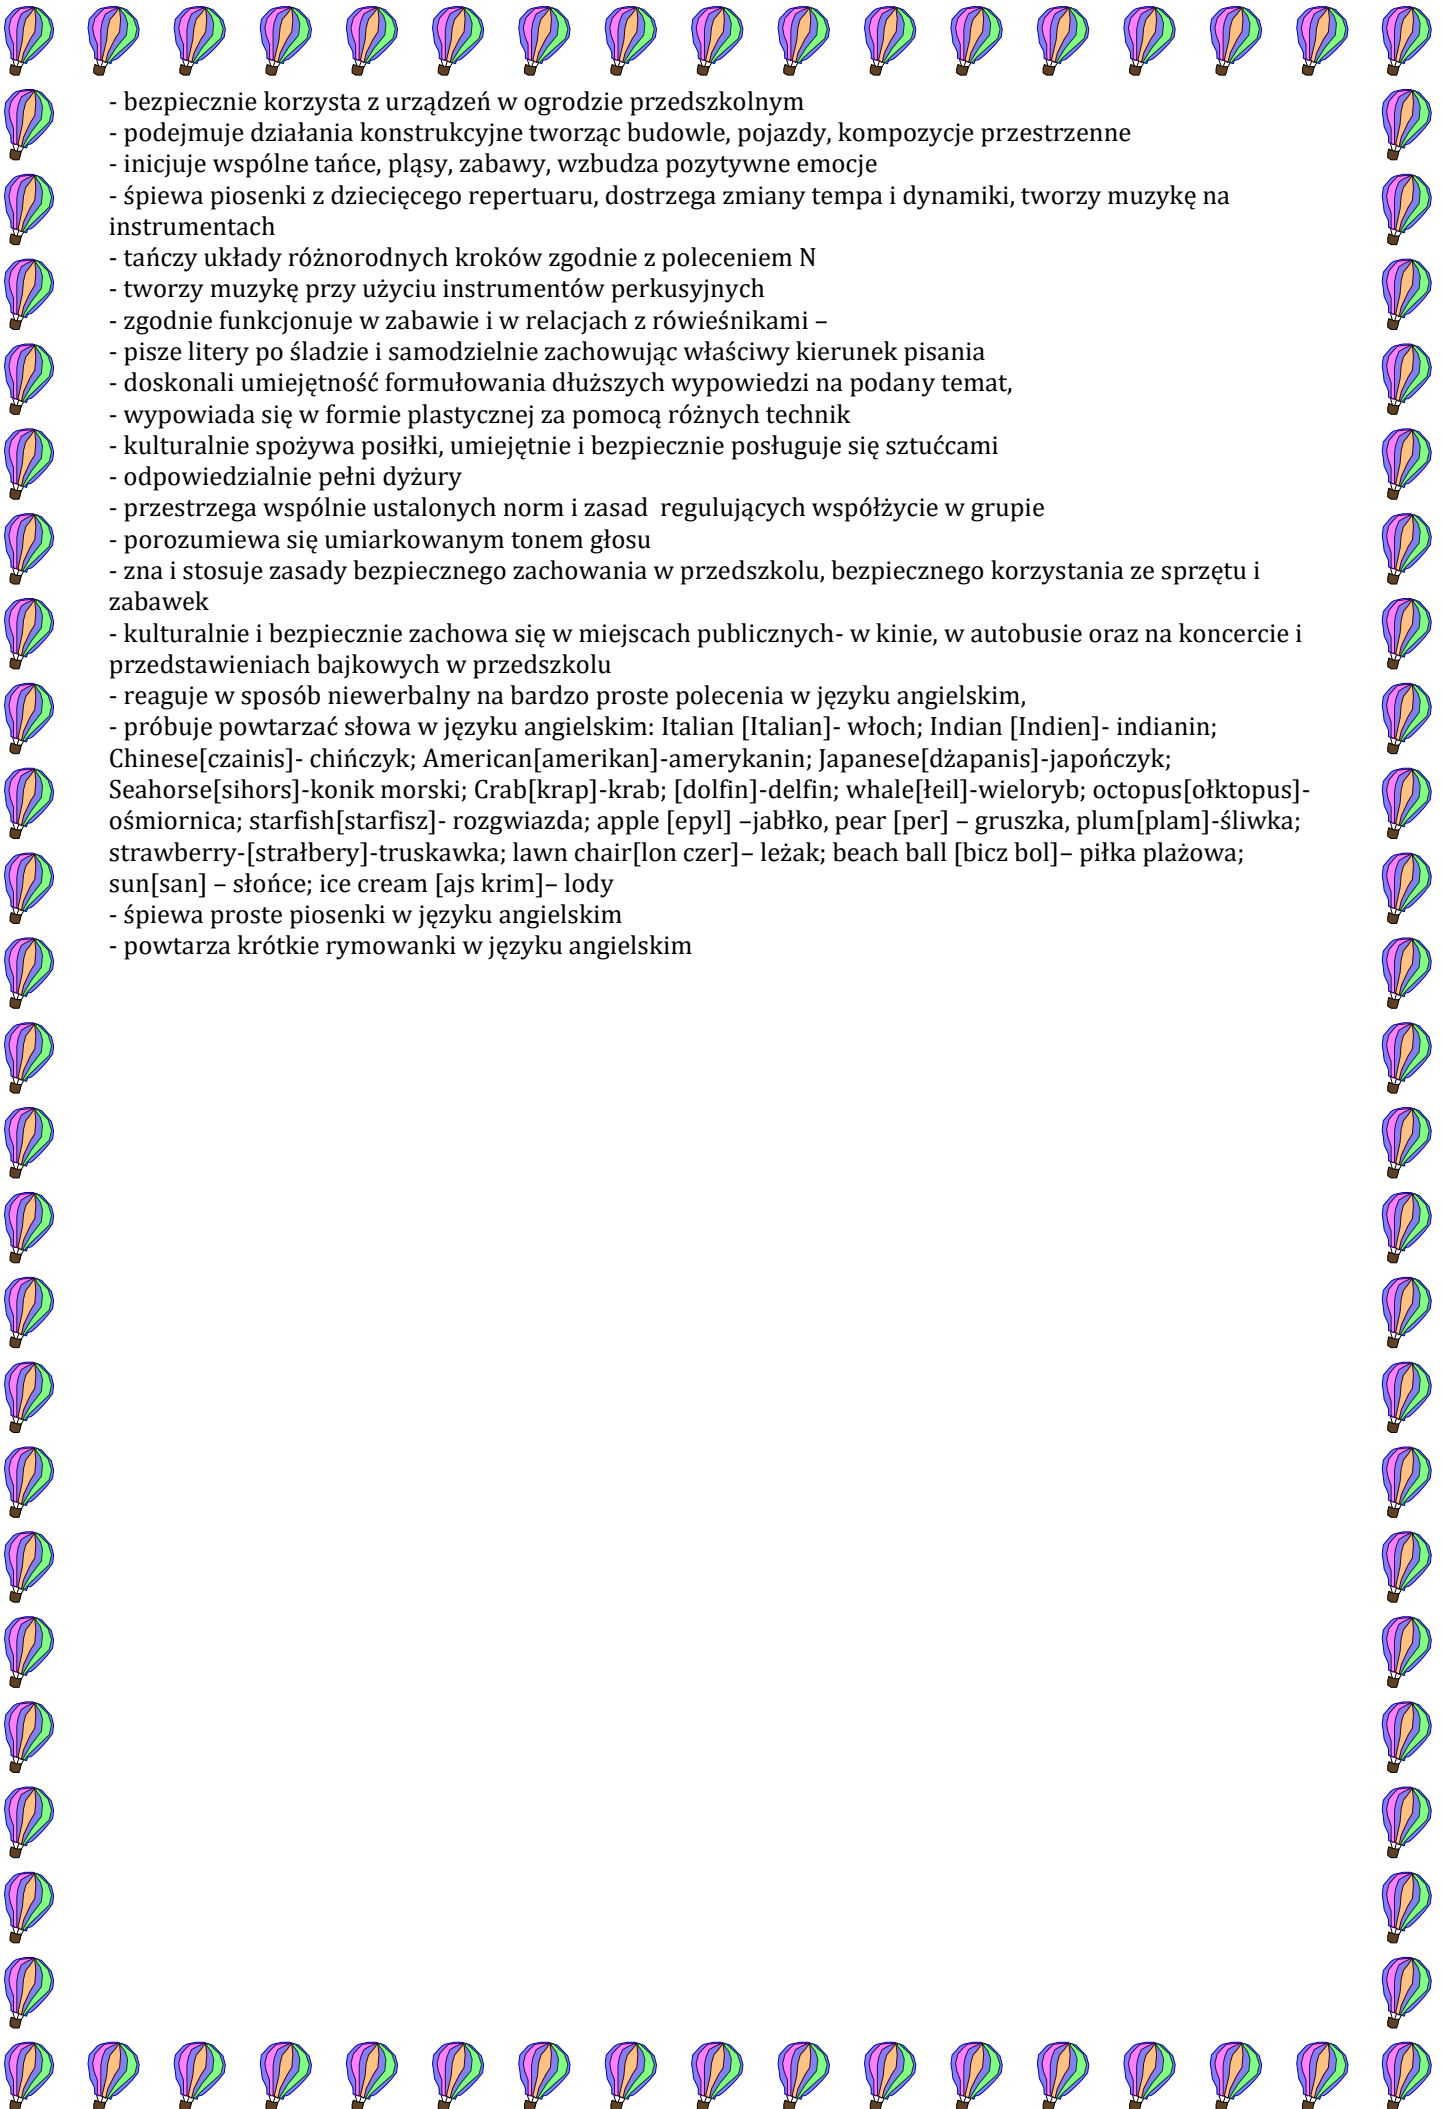 - bezpiecznie korzysta z urządzeń w ogrodzie przedszkolnym
- podejmuje działania konstrukcyjne tworząc budowle, pojazdy, kompozycje przestrzenne
- inicjuje wspólne tańce, pląsy, zabawy, wzbudza pozytywne emocje
- śpiewa piosenki z dziecięcego repertuaru, dostrzega zmiany tempa i dynamiki, tworzy muzykę na
instrumentach
- tańczy układy różnorodnych kroków zgodnie z poleceniem N
- tworzy muzykę przy użyciu instrumentów perkusyjnych
- zgodnie funkcjonuje w zabawie i w relacjach z rówieśnikami –
- pisze litery po śladzie i samodzielnie zachowując właściwy kierunek pisania
- doskonali umiejętność formułowania dłuższych wypowiedzi na podany temat,
- wypowiada się w formie plastycznej za pomocą różnych technik
- kulturalnie spożywa posiłki, umiejętnie i bezpiecznie posługuje się sztućcami
- odpowiedzialnie pełni dyżury
- przestrzega wspólnie ustalonych norm i zasad  regulujących współżycie w grupie
- porozumiewa się umiarkowanym tonem głosu
- zna i stosuje zasady bezpiecznego zachowania w przedszkolu, bezpiecznego korzystania ze sprzętu i
zabawek
- kulturalnie i bezpiecznie zachowa się w miejscach publicznych- w kinie, w autobusie oraz na koncercie i
przedstawieniach bajkowych w przedszkolu
- reaguje w sposób niewerbalny na bardzo proste polecenia w języku angielskim,
- próbuje powtarzać słowa w języku angielskim: Italian [Italian]- włoch; Indian [Indien]- indianin;
Chinese[czainis]- chińczyk; American[amerikan]-amerykanin; Japanese[dżapanis]-japończyk;
Seahorse[sihors]-konik morski; Crab[krap]-krab; [dolfin]-delfin; whale[łeil]-wieloryb; octopus[ołktopus]-
ośmiornica; starfish[starfisz]- rozgwiazda; apple [epyl] –jabłko, pear [per] – gruszka, plum[plam]-śliwka;
strawberry-[strałbery]-truskawka; lawn chair[lon czer]– leżak; beach ball [bicz bol]– piłka plażowa;
sun[san] – słońce; ice cream [ajs krim]– lody
- śpiewa proste piosenki w języku angielskim
- powtarza krótkie rymowanki w języku angielskim